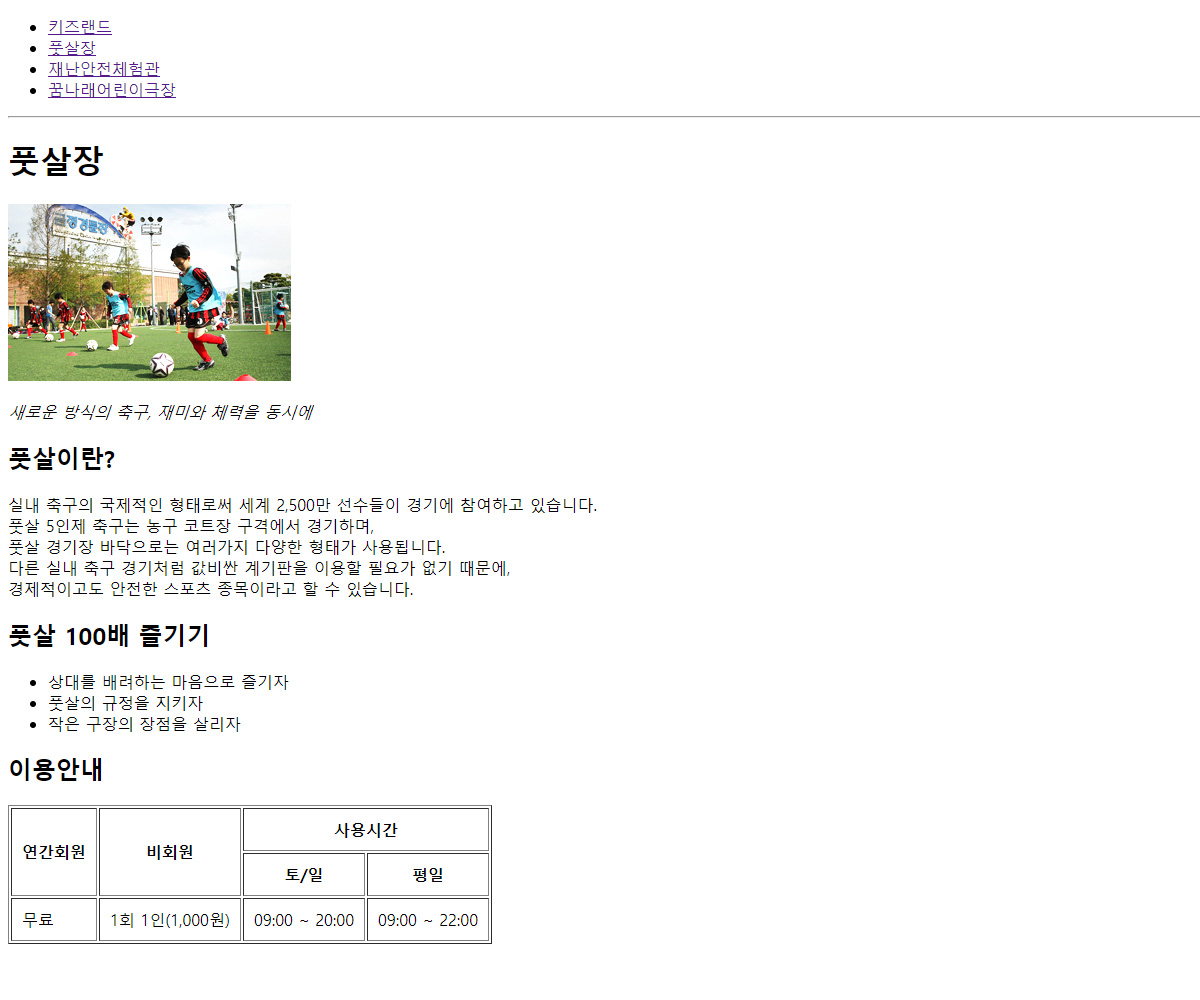 키즈랜드
풋살장
재난안전체험관
꿈나래어린이극장
풋살장
새로운 방식의 축구, 재미와 체력을 동시에
풋살이란?
실내 축구의 국제적인 형태로써 세계 2,500만 선수들이 경기에 참여하고 있습니다.
풋살 5인제 축구는 농구 코트장 구격에서 경기하며,
풋살 경기장 바닥으로는 여러가지 다양한 형태가 사용됩니다.
다른 실내 축구 경기처럼 값비싼 계기판을 이용할 필요가 없기 때문에,
경제적이고도 안전한 스포츠 종목이라고 할 수 있습니다.
풋살 100배 즐기기
상대를 배려하는 마음으로 즐기자
풋살의 규정을 지키자
작은 구장의 장점을 살리자
이용안내
연간회원 비회원 사용시간
토/일 평일
무료 1회 1인(1,000원) 09:00 ~ 20:00 09:00 ~ 22:00